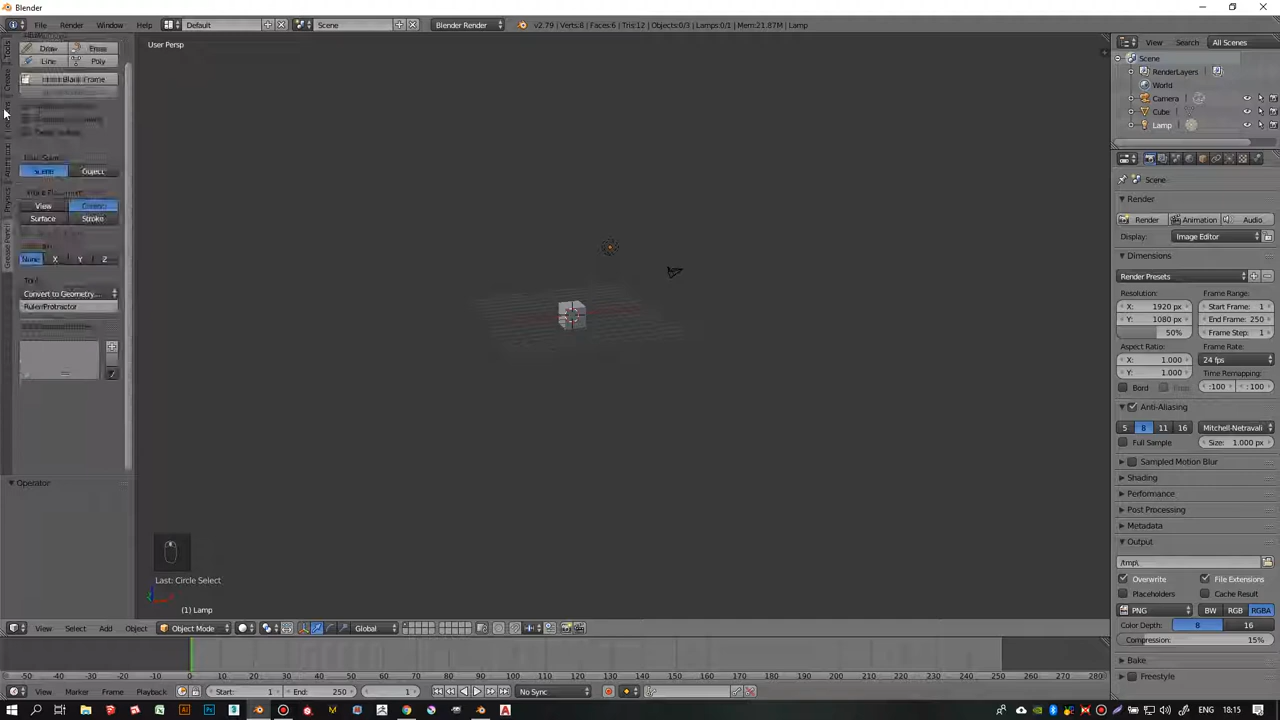 Blender
File Render Window Help Default Scene Blender Render v2.79 | Verts:8 | Faces:6 | Tris:12 | Objects:0/3 | Lamps:0/1 | Mem:21.87M | Lamp
View Search All Scenes
User Persp
Draw Erase
Line Poly
Blank Frame
Scene Object
View Cursor
Surface Stroke
None X Y Z
Convert to Geometry...
Ruler/Protractor
Operator
Tools
Create
Physics
Grease Pencil
Last: Circle Select
(1) Lamp
View Select Add Object Object Mode Global
-50 -40 -30 -20 -10 0 10 20 30 40 50 60 70 80 90 100 110 120 130 140 150 160 170 180 190 200 210 220 230 240 250 260 270 280
View Marker Frame Playback Start: 1 End: 250 1 No Sync
Scene
RenderLayers
World
Camera
Cube
Lamp
Scene
Render
Render Animation Audio
Display: Image Editor
Dimensions
Render Presets
Resolution: Frame Range:
X: 1920 px Start Frame: 1
Y: 1080 px End Frame: 250
50% Frame Step: 1
Aspect Ratio: Frame Rate:
X: 1.000 24 fps
Y: 1.000 Time Remapping:
Bord :100 :100
Anti-Aliasing
5 8 11 16 Mitchell-Netravali
Full Sample Size: 1.000 px
Sampled Motion Blur
Shading
Performance
Post Processing
Metadata
Output
/tmp\
Overwrite File Extensions
Placeholders Cache Result
PNG BW RGB RGBA
Color Depth: 8 16
Compression: 15%
Bake
Freestyle
ENG 18:15